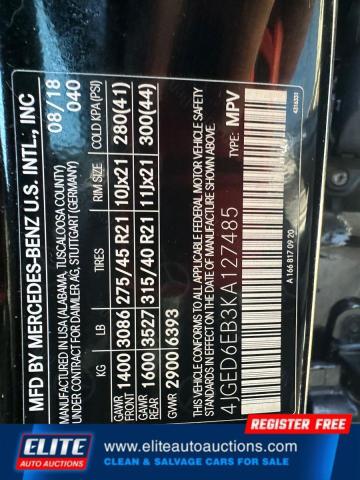 MFD BY MERCEDES-BENZ U.S. INTL., INC
08/18
MANUFACTURED IN USA (ALABAMA, TUSCALOOSA COUNTY)
040
UNDER CONTRACT FOR DAIMLER AG, STUTTGART (GERMANY)
KG LB TIRES RIM SIZE COLD KPA (PSI)
GAWR FRONT 1400 3086 275/45 R21 10Jx21 280(41)
GAWR REAR 1600 3527 315/40 R21 11Jx21 300(44)
GVWR 2900 6393
THIS VEHICLE CONFORMS TO ALL APPLICABLE FEDERAL MOTOR VEHICLE SAFETY
STANDARDS IN EFFECT ON THE DATE OF MANUFACTURE SHOWN ABOVE.
4JGED6EB3KA127485 TYPE: MPV
A 166 817 09 20
REGISTER FREE
ELITE
AUTO AUCTIONS
www.eliteautoauctions.com
CLEAN & SALVAGE CARS FOR SALE